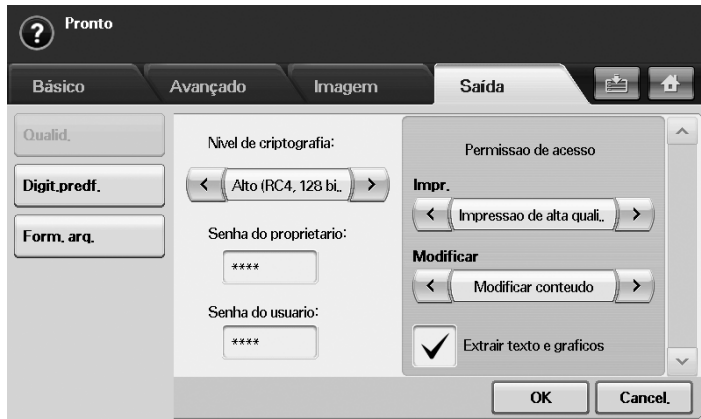 Pronto
Básico
Avançado
Imagem
Saída
Qualid.
Digit.predf.
Form. arq.
Nivel de criptografia:
Alto (RC4, 128 bi..
Senha do proprietario:
****
Senha do usuario:
****
Permissao de acesso
Impr.
Impressao de alta quali..
Modificar
Modificar conteudo
Extrair texto e graficos
OK
Cancel.